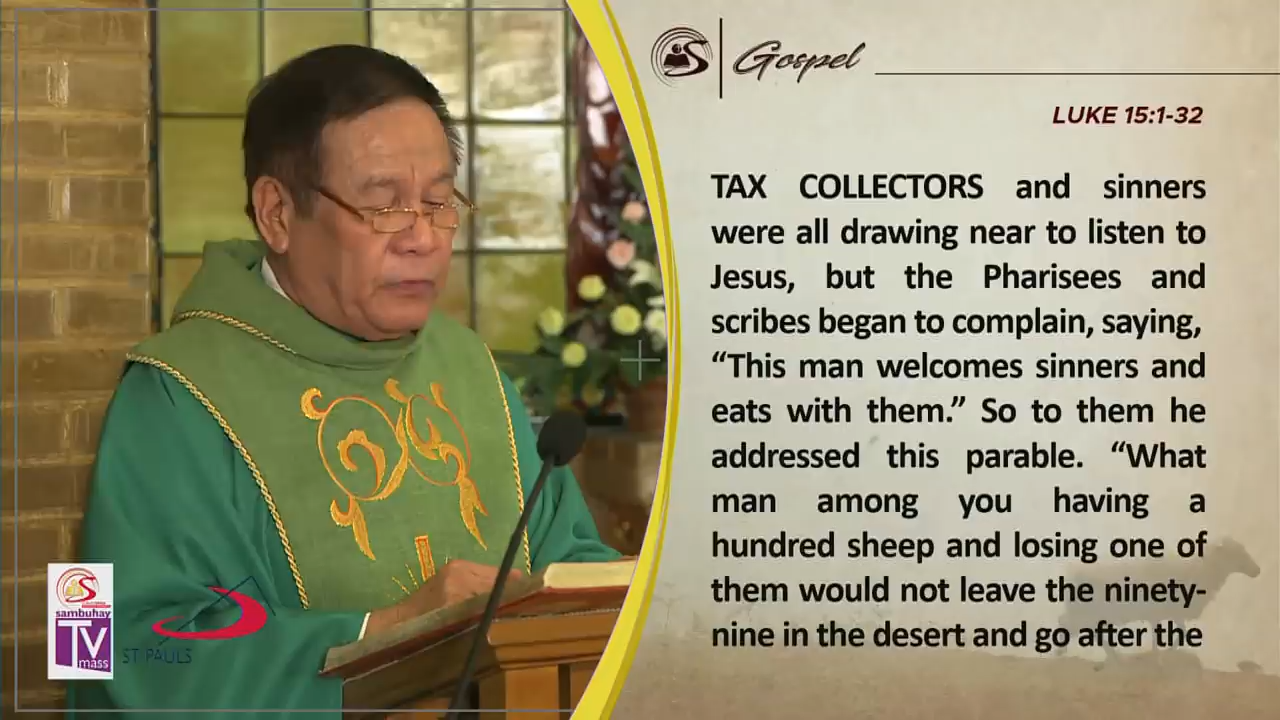 Gospel
LUKE 15:1-32
TAX COLLECTORS and sinners
were all drawing near to listen to
Jesus, but the Pharisees and
scribes began to complain, saying,
“This man welcomes sinners and
eats with them.” So to them he
addressed this parable. “What
man among you having a
hundred sheep and losing one of
them would not leave the ninety-
nine in the desert and go after the
sambuhay
TV
mass
ST PAULS